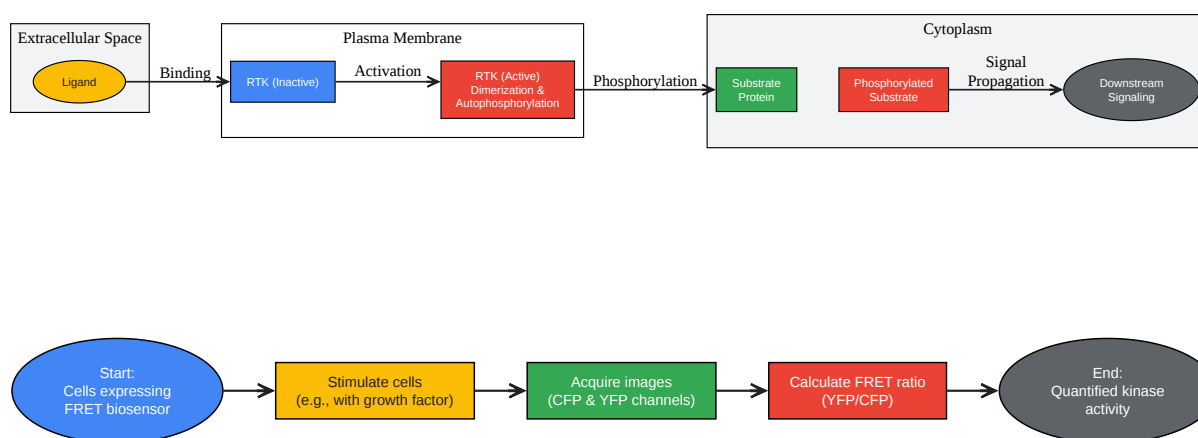 Extracellular Space
Ligand
Binding
Plasma Membrane
RTK (Inactive)
Activation
RTK (Active)
Dimerization &
Autophosphorylation
Phosphorylation
Cytoplasm
Substrate
Protein
Phosphorylated
Substrate
Signal
Propagation
Downstream
Signaling
Start:
Cells expressing
FRET biosensor
Stimulate cells
(e.g., with growth factor)
Acquire images
(CFP & YFP channels)
Calculate FRET ratio
(YFP/CFP)
End:
Quantified kinase
activity